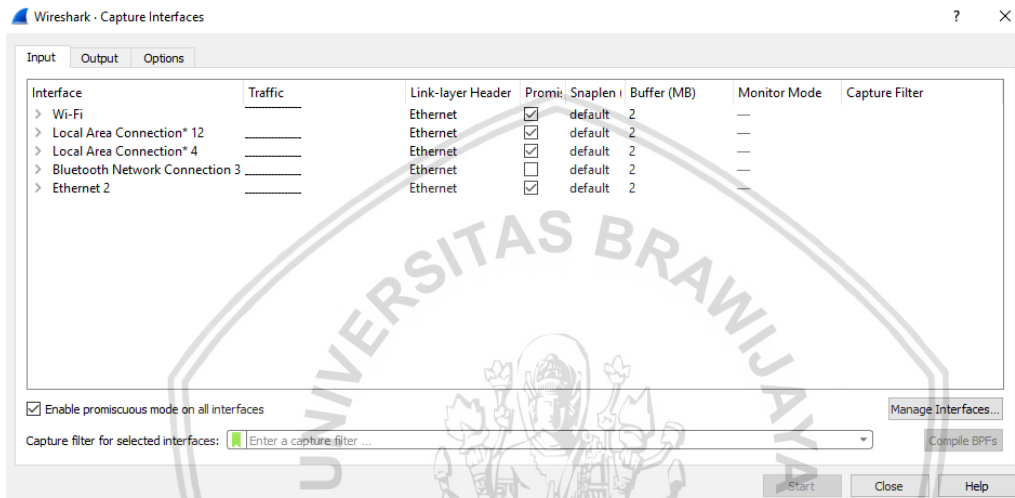 Wireshark · Capture Interfaces ? ×
Input Output Options
Interface Traffic Link-layer Header Promi: Snaplen ( Buffer (MB) Monitor Mode Capture Filter
> Wi-Fi Ethernet default 2 —
> Local Area Connection* 12 Ethernet default 2 —
> Local Area Connection* 4 Ethernet default 2 —
> Bluetooth Network Connection 3 Ethernet default 2 —
> Ethernet 2 Ethernet default 2 —
Enable promiscuous mode on all interfaces Manage Interfaces...
Capture filter for selected interfaces: Enter a capture filter ... Compile BPFs
Start Close Help
UNIVERSITAS BRAWIJAYA